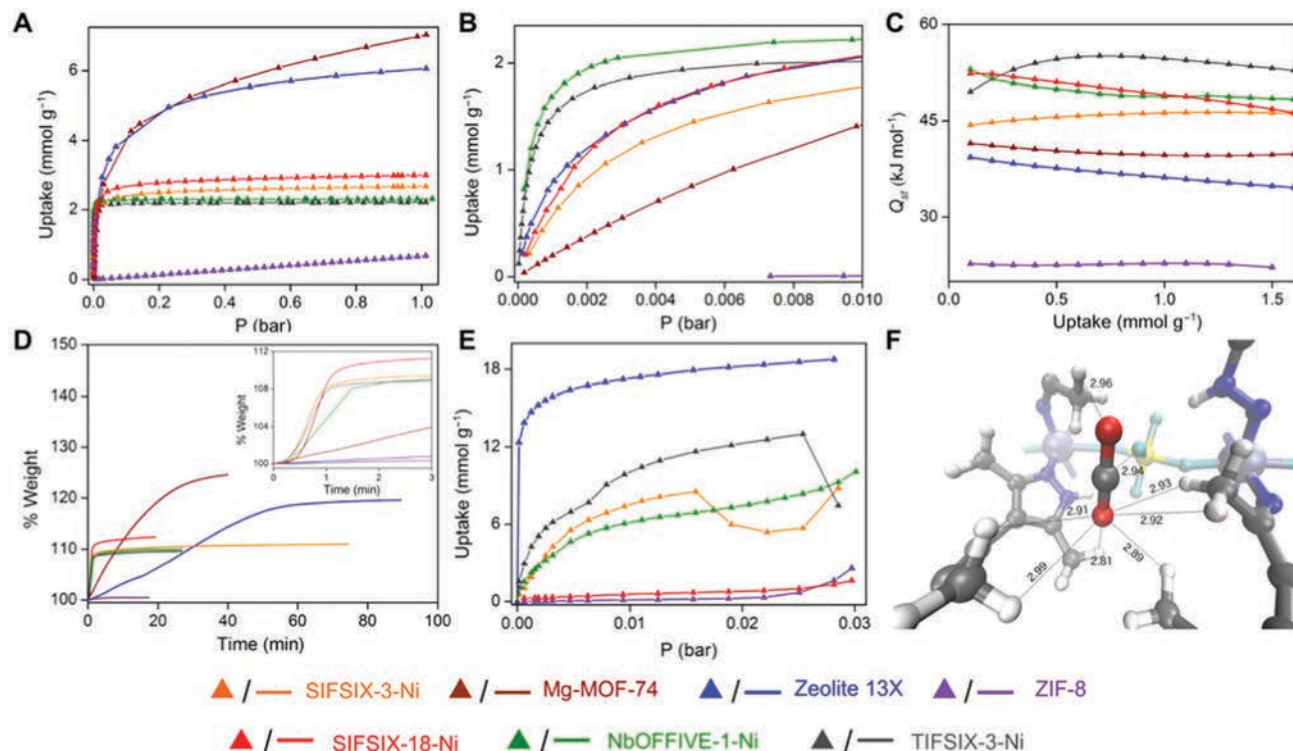 A
Uptake (mmol g⁻¹)
6
4
2
0
0.0 0.2 0.4 0.6 0.8 1.0
P (bar)
B
Uptake (mmol g⁻¹)
2
1
0
0.000 0.002 0.004 0.006 0.008 0.010
P (bar)
C
Qst (kJ mol⁻¹)
60
45
30
0.5 1.0 1.5
Uptake (mmol g⁻¹)
D
% Weight
150
140
130
120
110
100
0 20 40 60 80 100
Time (min)
% Weight
112
108
104
100
0 1 2 3
Time (min)
E
Uptake (mmol g⁻¹)
18
12
6
0
0.00 0.01 0.02 0.03
P (bar)
F
2.96
2.94
2.93
2.91
2.92
2.89
2.99
2.81
/ SIFSIX-3-Ni / Mg-MOF-74 / Zeolite 13X / ZIF-8
/ SIFSIX-18-Ni / NbOFFIVE-1-Ni / TIFSIX-3-Ni